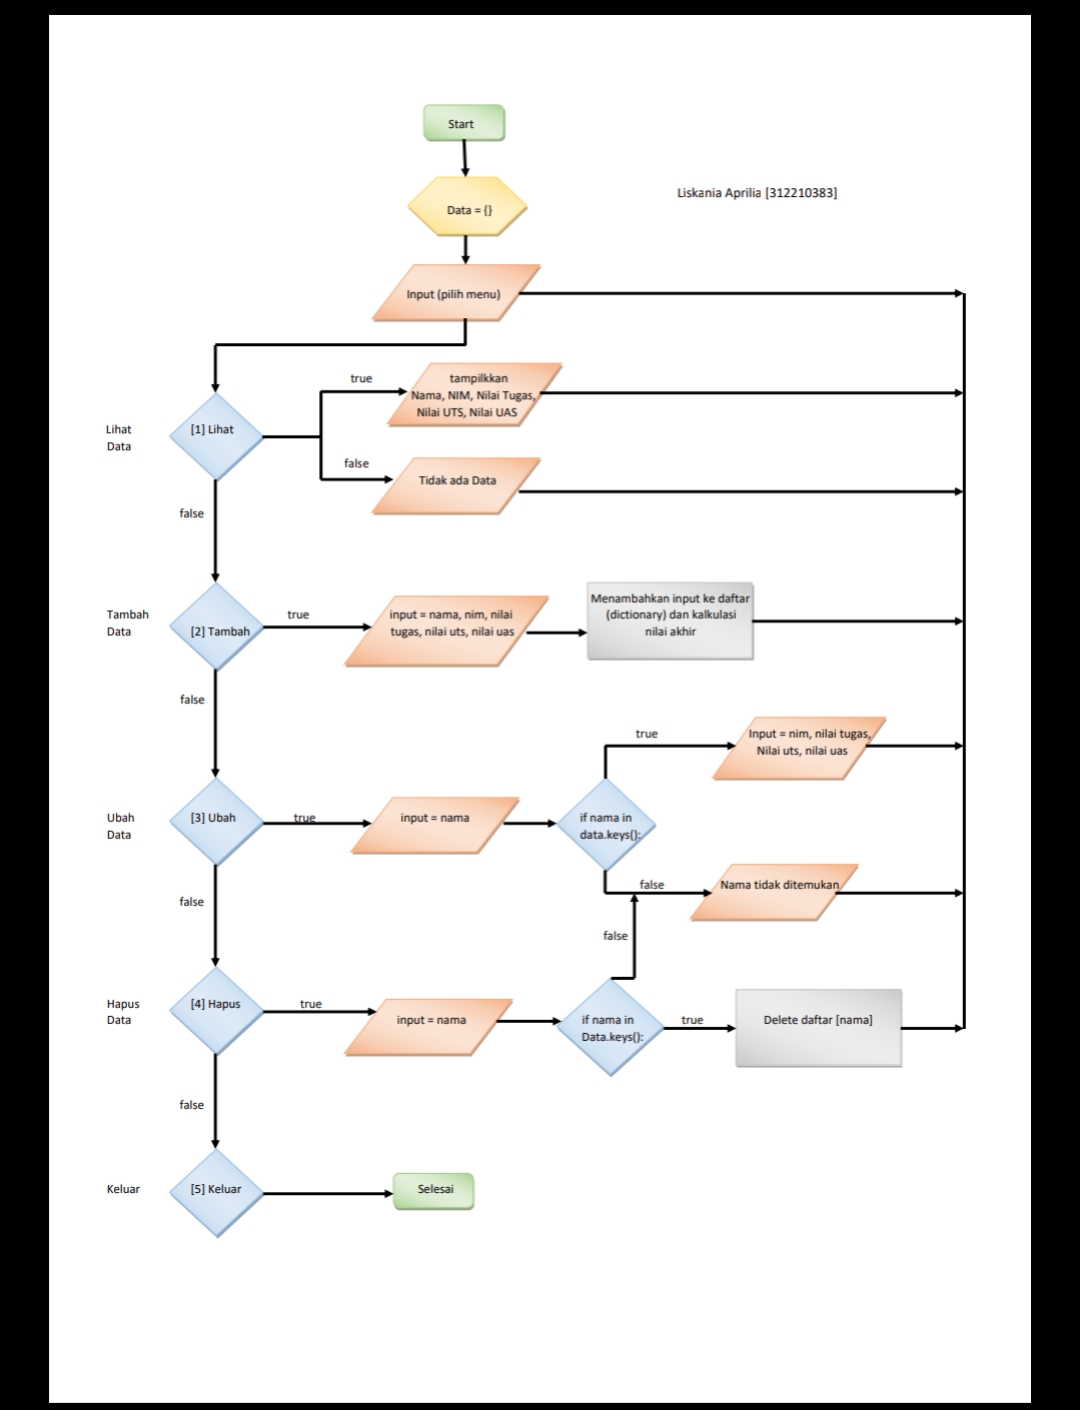 Start
Liskania Aprilia [312210383]
Data = {}
Input (pilih menu)
true
tampilkkan
Nama, NIM, Nilai Tugas,
Nilai UTS, Nilai UAS
Lihat
Data
[1] Lihat
false
Tidak ada Data
false
Tambah
Data
[2] Tambah
true
input = nama, nim, nilai
tugas, nilai uts, nilai uas
Menambahkan input ke daftar
(dictionary) dan kalkulasi
nilai akhir
false
true
Input = nim, nilai tugas,
Nilai uts, nilai uas
Ubah
Data
[3] Ubah
true
input = nama
if nama in
data.keys():
false
Nama tidak ditemukan
false
false
Hapus
Data
[4] Hapus
true
input = nama
if nama in
Data.keys():
true
Delete daftar [nama]
false
Keluar
[5] Keluar
Selesai